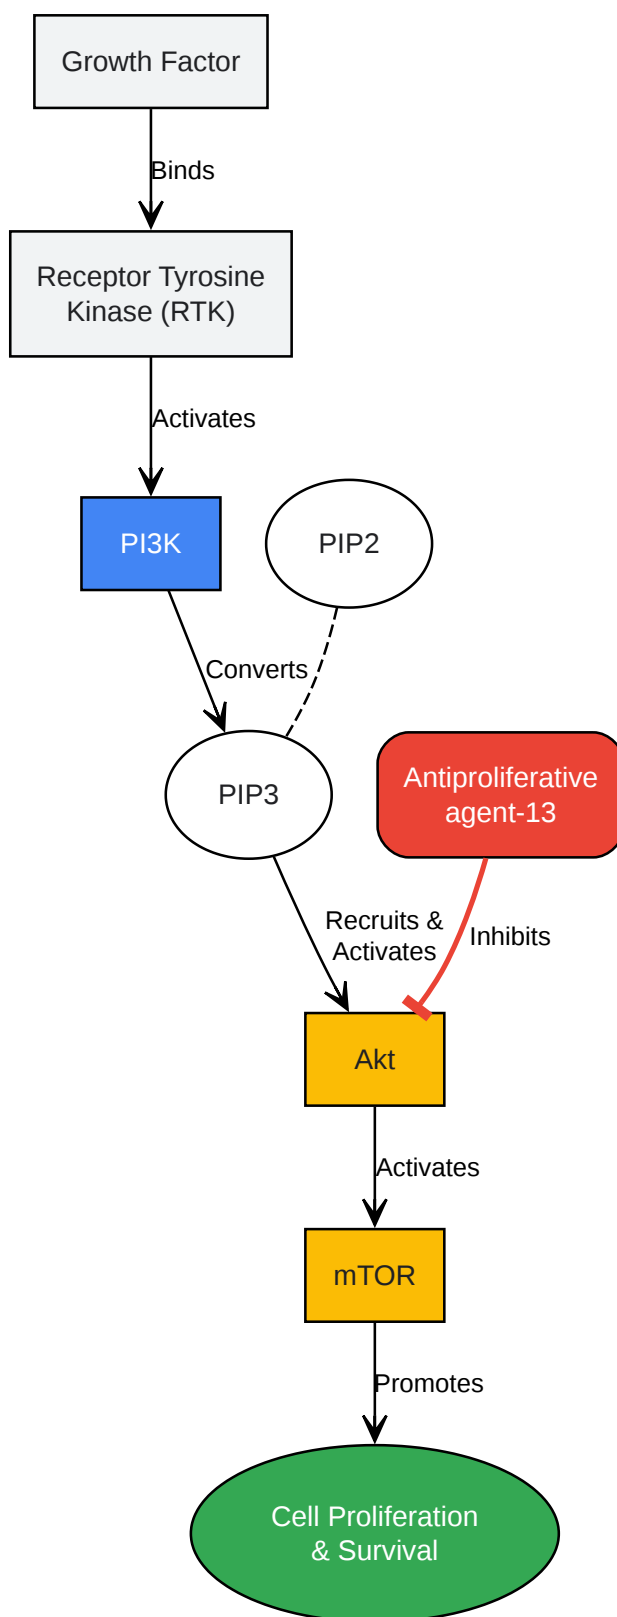 Growth Factor
Binds
Receptor Tyrosine
Kinase (RTK)
Activates
PI3K
PIP2
Converts
PIP3
Antiproliferative
agent-13
Recruits &
Activates
Inhibits
Akt
Activates
mTOR
Promotes
Cell Proliferation
& Survival